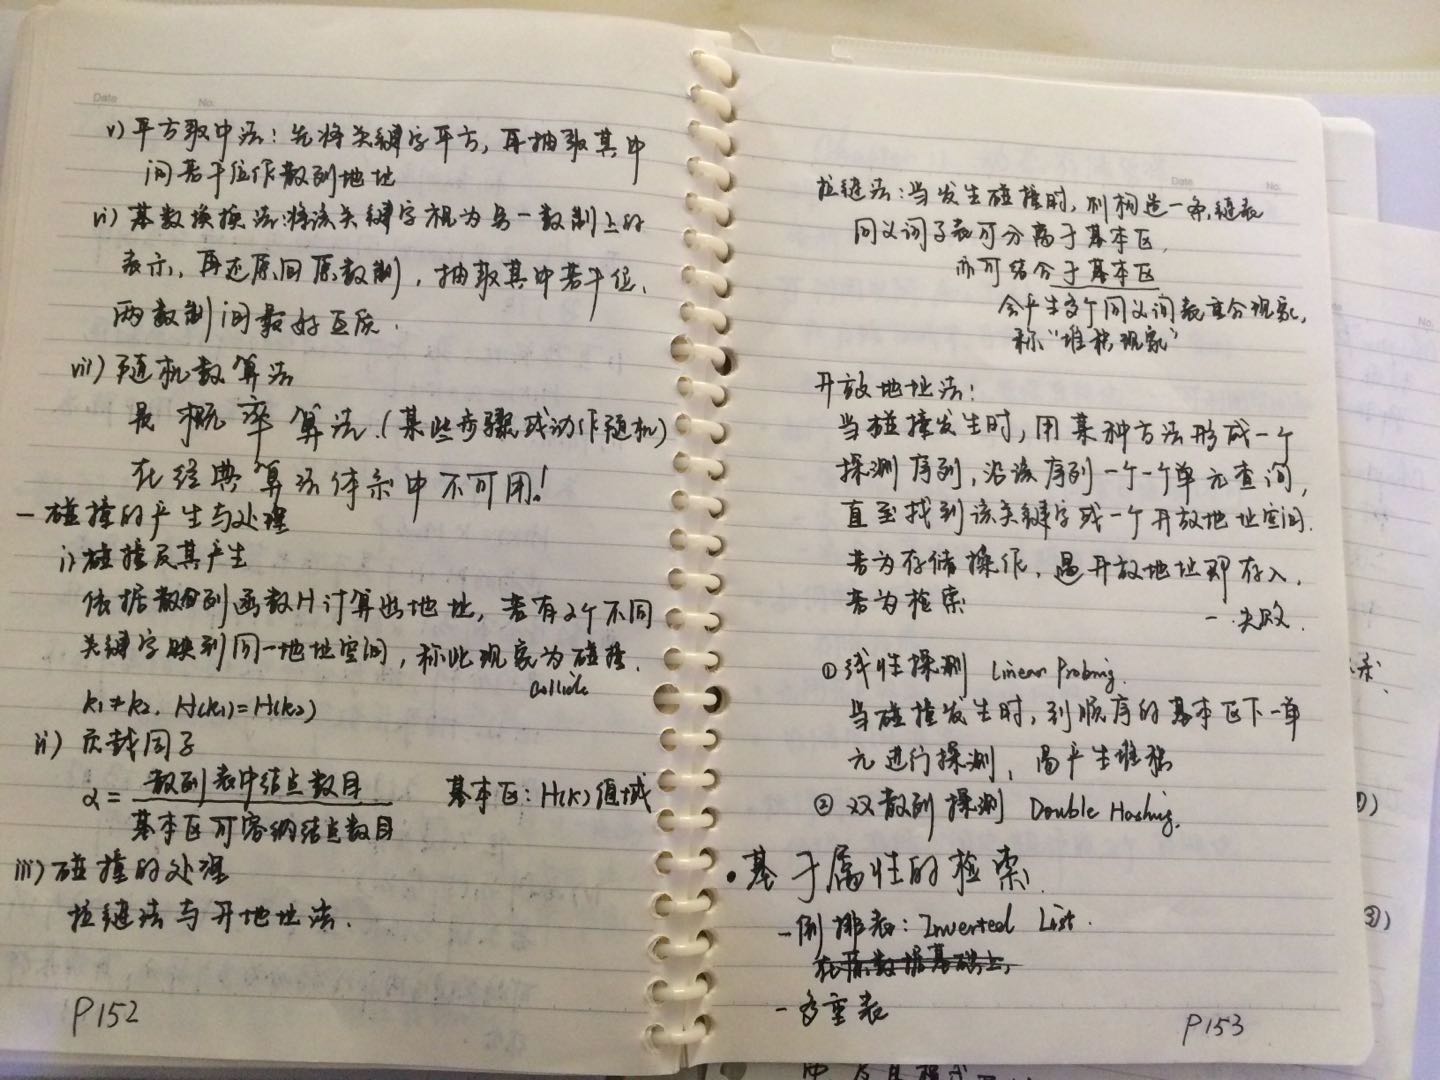 Date No.
v) 平方取中法：先将关键字平方，再抽取其中
间若干位作散列地址
vi) 基数换换法：将该关键字视为另一数制上的
表示，再还原回原数制，抽取其中若干位，
两数制间最好互质．
vii) 随机数算法
是概率算法．（某些步骤或动作随机）
在经典算法体系中不可用！
一 碰撞的产生与处理
i) 碰撞及其产生
依据散列函数H计算出地址，若有2个不同
关键字映到同一地址空间，称此现象为碰撞．
Collide
k₁≠k₂，H(k₁)=H(k₂)
ii) 负载因子
α = 散列表中结点数目 基本区：H(k)值域
基本区可容纳结点数目
iii) 碰撞的处理
拉链法与开地址法．
P152
Date No.
拉链法：当发生碰撞时，则构造一条链表
同义词子表可分离于基本区，
亦可结合于基本区
会产生多个同义词表重合现象，
称“堆积现象”
开放地址法：
当碰撞发生时，用某种方法形成一个
探测序列，沿该序列一个一个单元查询，
直至找到该关键字或一个开放地址空间．
若为存储操作，遇开放地址即存入，
若为检索 一 失败．
① 线性探测 Linear Probing．
当碰撞发生时，到顺序的基本区下一单
元进行探测，易产生堆积
② 双散列探测 Double Hashing．
• 基于属性的检索．
一 倒排表：Inverted List．
在原数据基础上，
一 多重表
P153